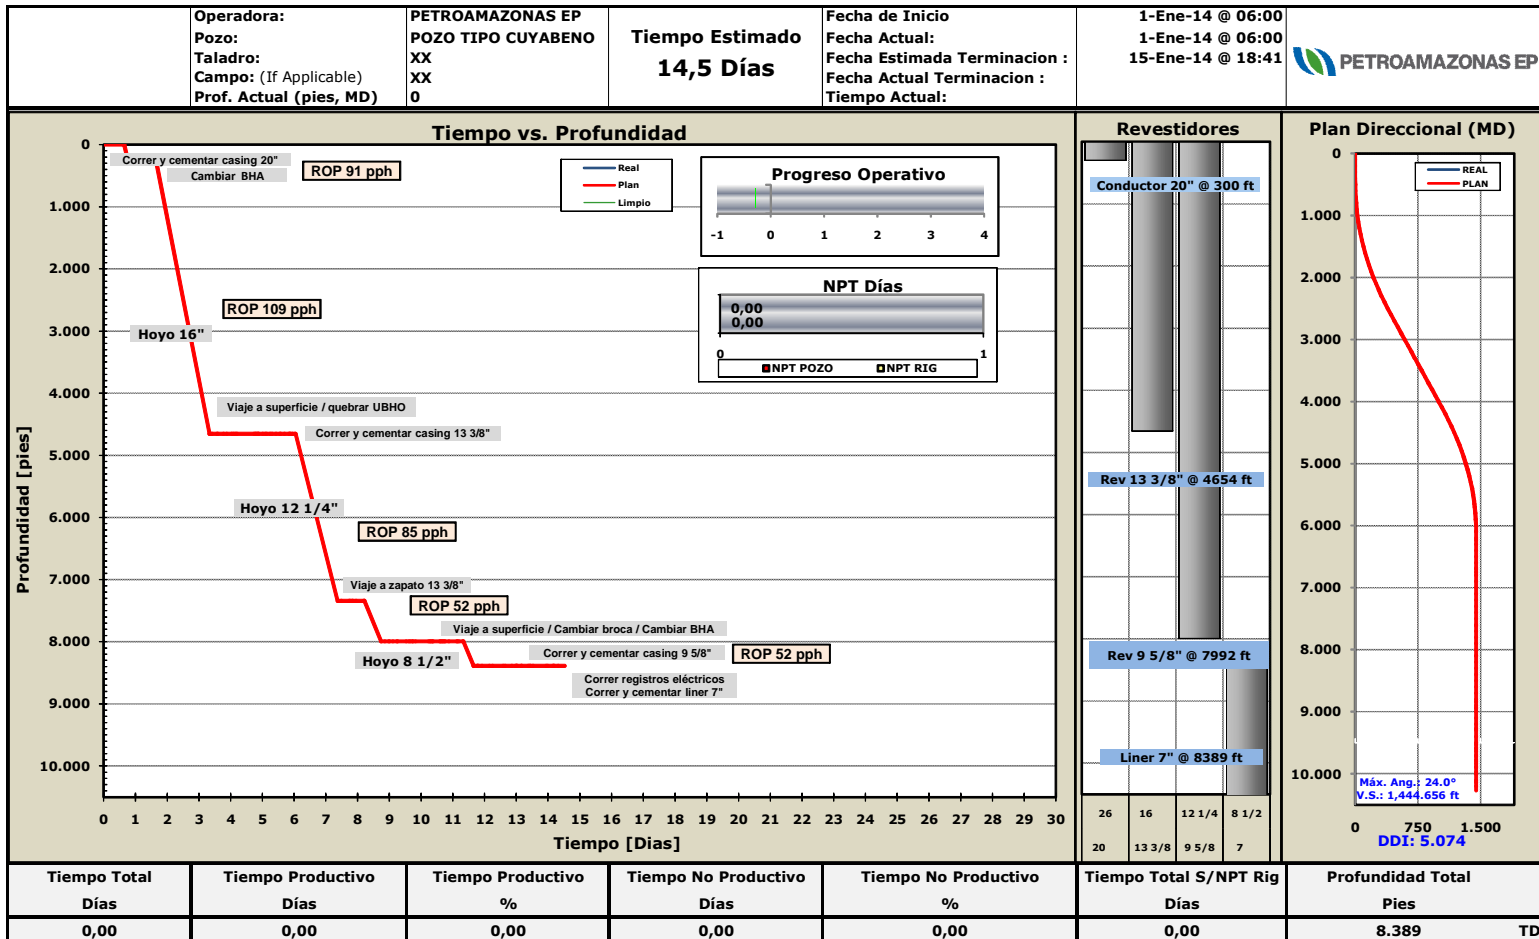 Operadora: PETROAMAZONAS EP
Pozo: POZO TIPO CUYABENO
Taladro: XX
Campo: (If Applicable) XX
Prof. Actual (pies, MD) 0
Tiempo Estimado
14,5 Días
Fecha de Inicio 1-Ene-14 @ 06:00
Fecha Actual: 1-Ene-14 @ 06:00
Fecha Estimada Terminacion : 15-Ene-14 @ 18:41
Fecha Actual Terminacion :
Tiempo Actual:
PETROAMAZONAS EP
Tiempo vs. Profundidad
Profundidad [pies]
0
1.000
2.000
3.000
4.000
5.000
6.000
7.000
8.000
9.000
10.000
Correr y cementar casing 20"
Cambiar BHA
ROP 91 pph
Real
Plan
Limpio
Progreso Operativo
-1 0 1 2 3 4
NPT Días
0,00
0,00
0 1
NPT POZO NPT RIG
ROP 109 pph
Hoyo 16"
Viaje a superficie / quebrar UBHO
Correr y cementar casing 13 3/8"
Hoyo 12 1/4"
ROP 85 pph
Viaje a zapato 13 3/8"
ROP 52 pph
Viaje a superficie / Cambiar broca / Cambiar BHA
Correr y cementar casing 9 5/8"
ROP 52 pph
Hoyo 8 1/2"
Correr registros eléctricos
Correr y cementar liner 7"
0 1 2 3 4 5 6 7 8 9 10 11 12 13 14 15 16 17 18 19 20 21 22 23 24 25 26 27 28 29 30
Tiempo [Dias]
Revestidores
Conductor 20" @ 300 ft
Rev 13 3/8" @ 4654 ft
Rev 9 5/8" @ 7992 ft
Liner 7" @ 8389 ft
26 16 12 1/4 8 1/2
20 13 3/8 9 5/8 7
Plan Direccional (MD)
REAL
PLAN
0
1.000
2.000
3.000
4.000
5.000
6.000
7.000
8.000
9.000
10.000
Máx. Ang.: 24.0°
V.S.: 1,444.656 ft
0 750 1.500
DDI: 5.074
Tiempo Total Tiempo Productivo Tiempo Productivo Tiempo No Productivo Tiempo No Productivo Tiempo Total S/NPT Rig Profundidad Total
Días Días % Días % Días Pies
0,00 0,00 0,00 0,00 0,00 0,00 8.389 TD